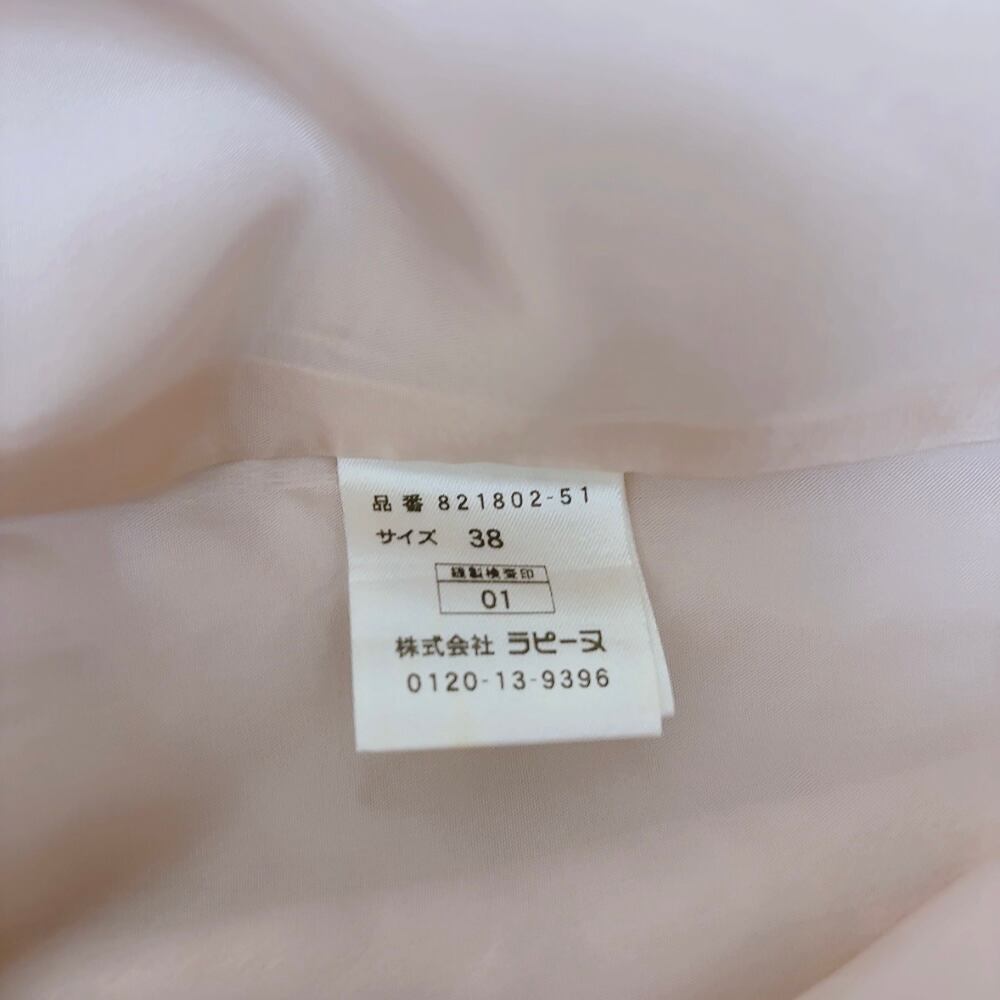 品番 821802-51
サイズ 38
縫製検査印
01
株式会社 ラピーヌ
0120-13-9396